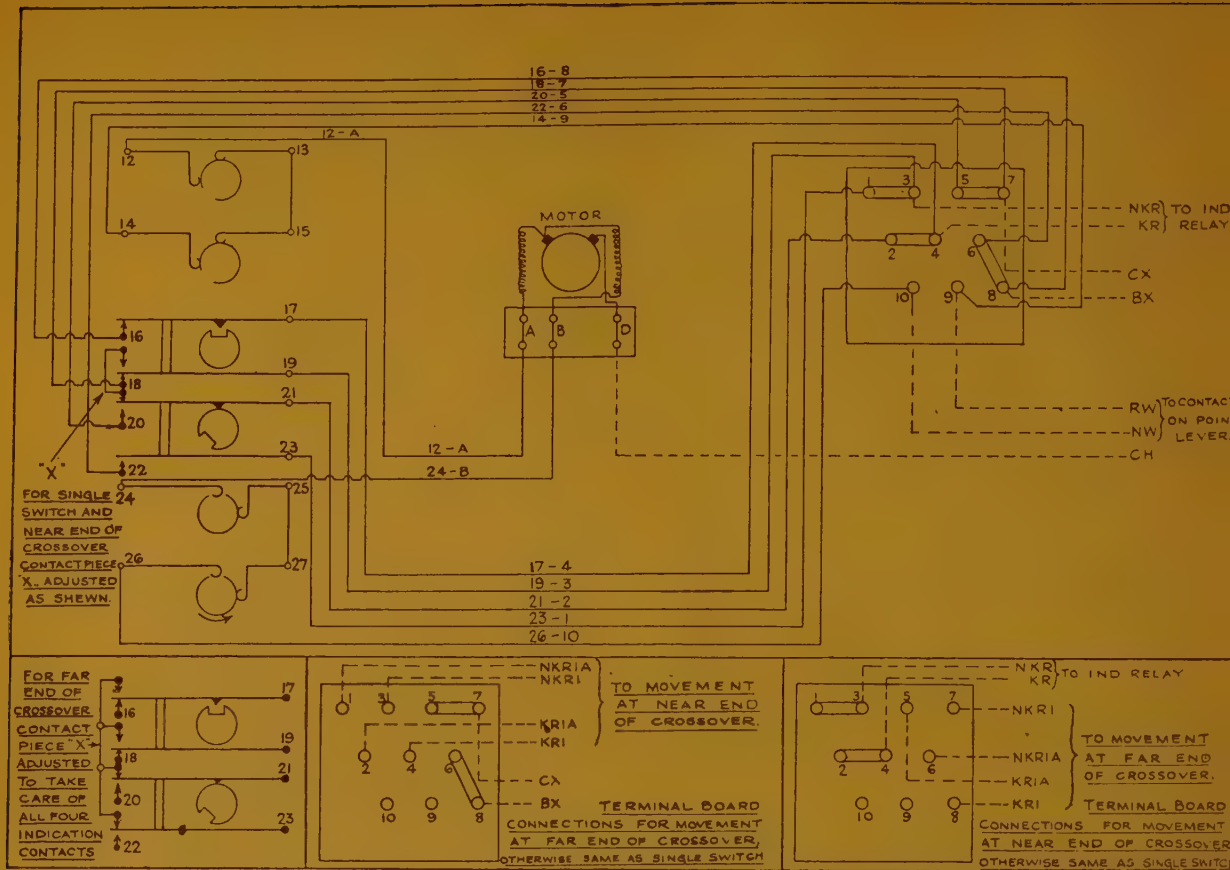 16-8
18-7
20-5
22-6
14-9
12-A
12
13
14
15
MOTOR
A
B
D
1
3
5
7
2
4
6
10
9
8
NKR
KR
TO IND
RELAY
CX
BX
RW
NW
TO CONTACT
ON POIN
LEVER
CH
16
17
18
19
20
21
22
23
"X"
12-A
24-B
24
25
26
27
FOR SINGLE
SWITCH AND
NEAR END OF
CROSSOVER
CONTACT PIECE
"X" ADJUSTED
AS SHEWN.
17-4
19-3
21-2
23-1
26-10
FOR FAR
END OF
CROSSOVER
CONTACT
PIECE "X"
ADJUSTED
TO TAKE
CARE OF
ALL FOUR
INDICATION
CONTACTS
16
17
18
19
20
21
22
23
NKR1A
NKR1
KR1A
KR1
CX
BX
TO MOVEMENT
AT NEAR END
OF CROSSOVER.
1
3
5
7
2
4
6
10
9
8
TERMINAL BOARD
CONNECTIONS FOR MOVEMENT
AT FAR END OF CROSSOVER,
OTHERWISE SAME AS SINGLE SWITCH
NKR
KR
TO IND RELAY
1
3
5
7
2
4
6
10
9
8
NKR1
NKR1A
KR1A
KR1
TO MOVEMENT
AT FAR END
OF CROSSOVER.
TERMINAL BOARD
CONNECTIONS FOR MOVEMENT
AT NEAR END OF CROSSOVER
OTHERWISE SAME AS SINGLE SWITCH